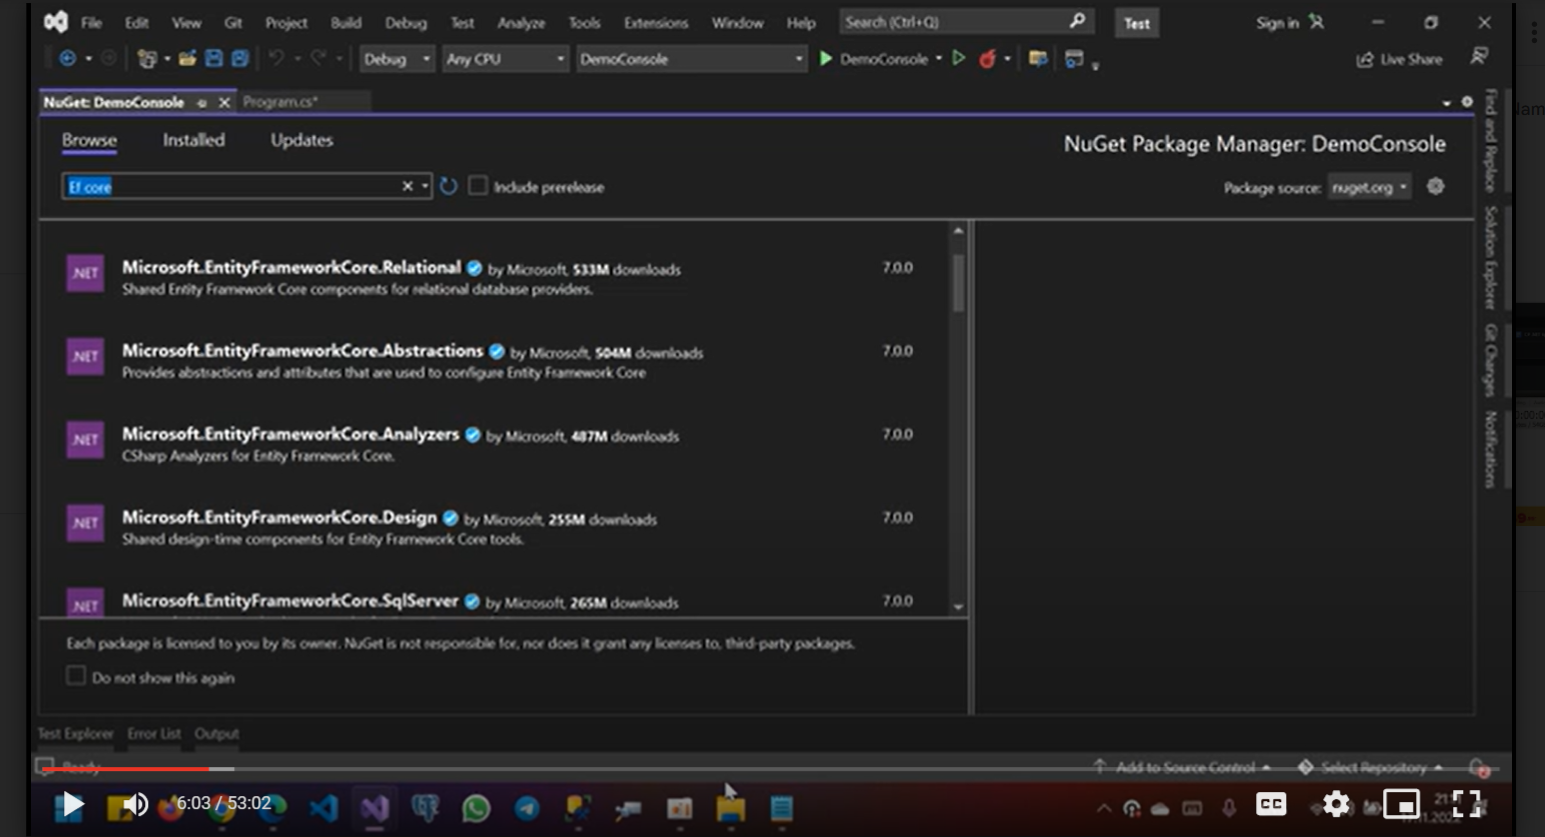 File Edit View Git Project Build Debug Test Analyze Tools Extensions Window Help Search (Ctrl+Q) Test Sign in
Debug Any CPU DemoConsole DemoConsole Live Share
NuGet: DemoConsole Program.cs*
Browse Installed Updates NuGet Package Manager: DemoConsole
Ef core Include prerelease Package source: nuget.org
.NET Microsoft.EntityFrameworkCore.Relational by Microsoft, 533M downloads 7.0.0
Shared Entity Framework Core components for relational database providers.
.NET Microsoft.EntityFrameworkCore.Abstractions by Microsoft, 504M downloads 7.0.0
Provides abstractions and attributes that are used to configure Entity Framework Core
.NET Microsoft.EntityFrameworkCore.Analyzers by Microsoft, 487M downloads 7.0.0
CSharp Analyzers for Entity Framework Core.
.NET Microsoft.EntityFrameworkCore.Design by Microsoft, 255M downloads 7.0.0
Shared design-time components for Entity Framework Core tools.
.NET Microsoft.EntityFrameworkCore.SqlServer by Microsoft, 265M downloads 7.0.0
Each package is licensed to you by its owner. NuGet is not responsible for, nor does it grant any licenses to, third-party packages.
Do not show this again
Find and Replace
Solution Explorer
Git Changes
Notifications
Test Explorer Error List Output
Ready Add to Source Control Select Repository
6:03 / 53:02 CC